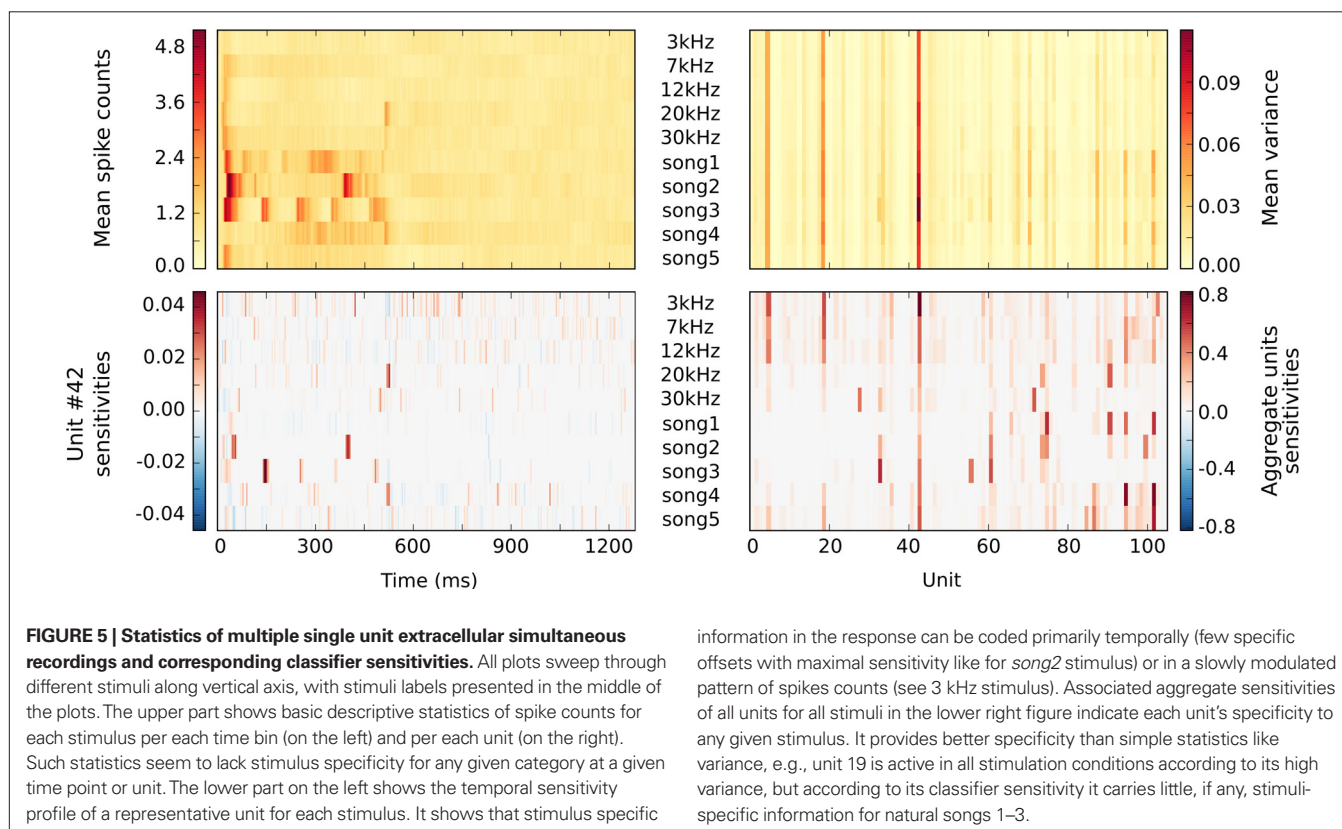 4.8
3.6
2.4
1.2
0.0
Mean spike counts
3kHz
7kHz
12kHz
20kHz
30kHz
song1
song2
song3
song4
song5
0.09
0.06
0.03
0.00
Mean variance
0.04
0.02
0.00
-0.02
-0.04
Unit #42
sensitivities
3kHz
7kHz
12kHz
20kHz
30kHz
song1
song2
song3
song4
song5
0.8
0.4
0.0
-0.4
-0.8
Aggregate units
sensitivities
0 300 600 900 1200
Time (ms)
0 20 40 60 80 100
Unit
FIGURE 5 | Statistics of multiple single unit extracellular simultaneous
recordings and corresponding classifier sensitivities. All plots sweep through
different stimuli along vertical axis, with stimuli labels presented in the middle of
the plots. The upper part shows basic descriptive statistics of spike counts for
each stimulus per each time bin (on the left) and per each unit (on the right).
Such statistics seem to lack stimulus specificity for any given category at a given
time point or unit. The lower part on the left shows the temporal sensitivity
profile of a representative unit for each stimulus. It shows that stimulus specific
information in the response can be coded primarily temporally (few specific
offsets with maximal sensitivity like for song2 stimulus) or in a slowly modulated
pattern of spikes counts (see 3 kHz stimulus). Associated aggregate sensitivities
of all units for all stimuli in the lower right figure indicate each unit's specificity to
any given stimulus. It provides better specificity than simple statistics like
variance, e.g., unit 19 is active in all stimulation conditions according to its high
variance, but according to its classifier sensitivity it carries little, if any, stimuli-
specific information for natural songs 1–3.